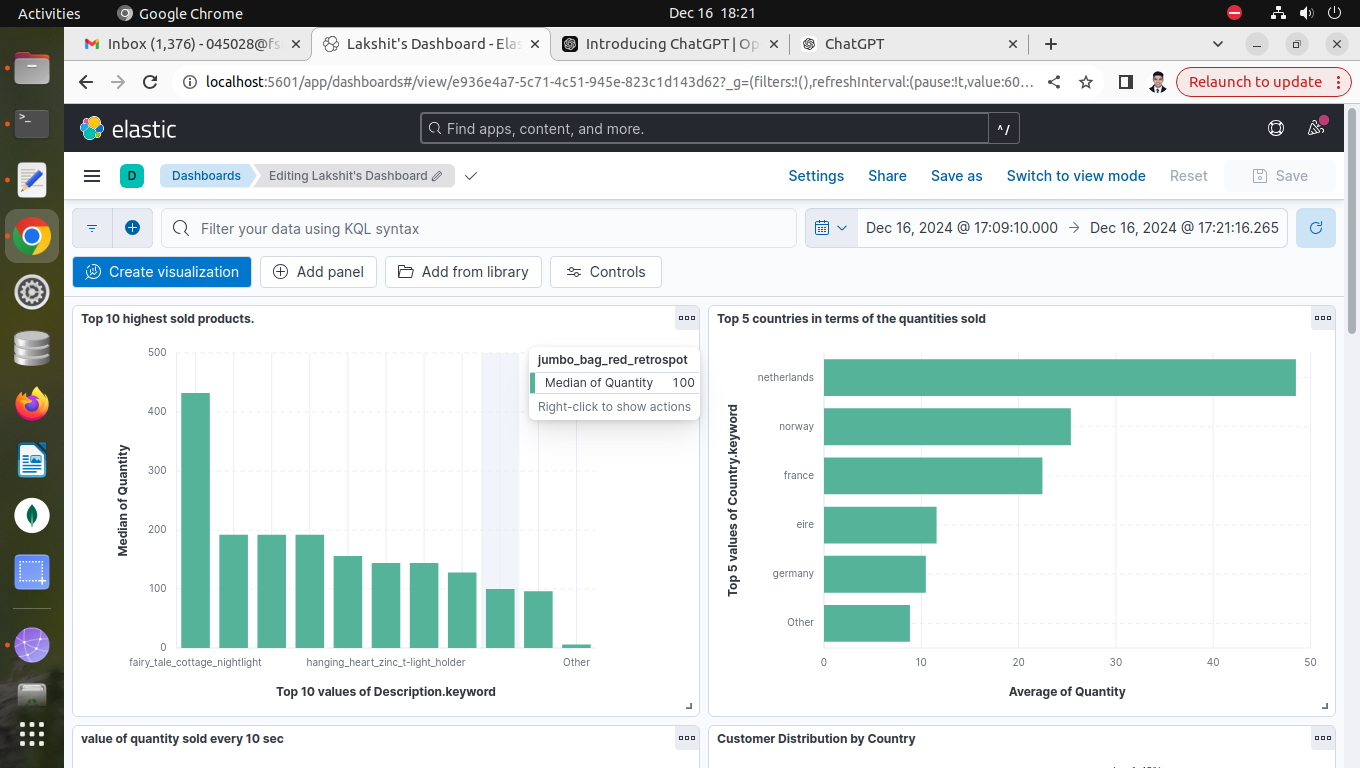 Activities
Google Chrome
Dec 16 18:21
Inbox (1,376) - 045028@fs
Lakshit's Dashboard - Elas
Introducing ChatGPT | Op
ChatGPT
localhost:5601/app/dashboards#/view/e936e4a7-5c71-4c51-945e-823c1d143d62?_g=(filters:!(),refreshInterval:(pause:!t,value:60...
Relaunch to update
elastic
Find apps, content, and more.
^/
D
Dashboards
Editing Lakshit's Dashboard
Settings
Share
Save as
Switch to view mode
Reset
Save
Filter your data using KQL syntax
Dec 16, 2024 @ 17:09:10.000 → Dec 16, 2024 @ 17:21:16.265
Create visualization
Add panel
Add from library
Controls
Top 10 highest sold products.
500
400
300
200
100
0
Median of Quantity
jumbo_bag_red_retrospot
Median of Quantity 100
Right-click to show actions
fairy_tale_cottage_nightlight
hanging_heart_zinc_t-light_holder
Other
Top 10 values of Description.keyword
Top 5 countries in terms of the quantities sold
Top 5 values of Country.keyword
netherlands
norway
france
eire
germany
Other
0 10 20 30 40 50
Average of Quantity
value of quantity sold every 10 sec
Customer Distribution by Country